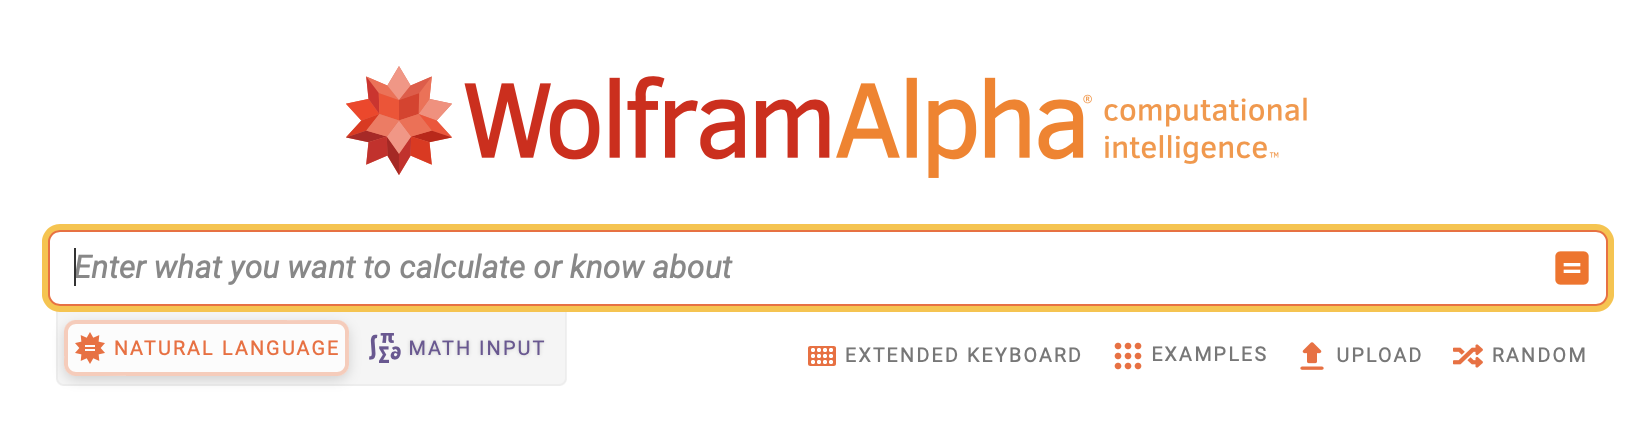 WolframAlpha® computational
intelligence™
Enter what you want to calculate or know about
NATURAL LANGUAGE MATH INPUT EXTENDED KEYBOARD EXAMPLES UPLOAD RANDOM